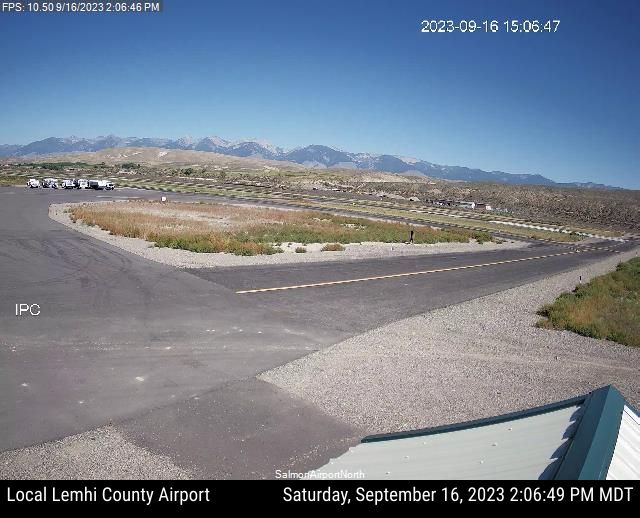 FPS: 10.50 9/16/2023 2:06:46 PM
2023-09-16 15:06:47
IPC
SalmonAirportNorth
Local Lemhi County Airport
Saturday, September 16, 2023 2:06:49 PM MDT